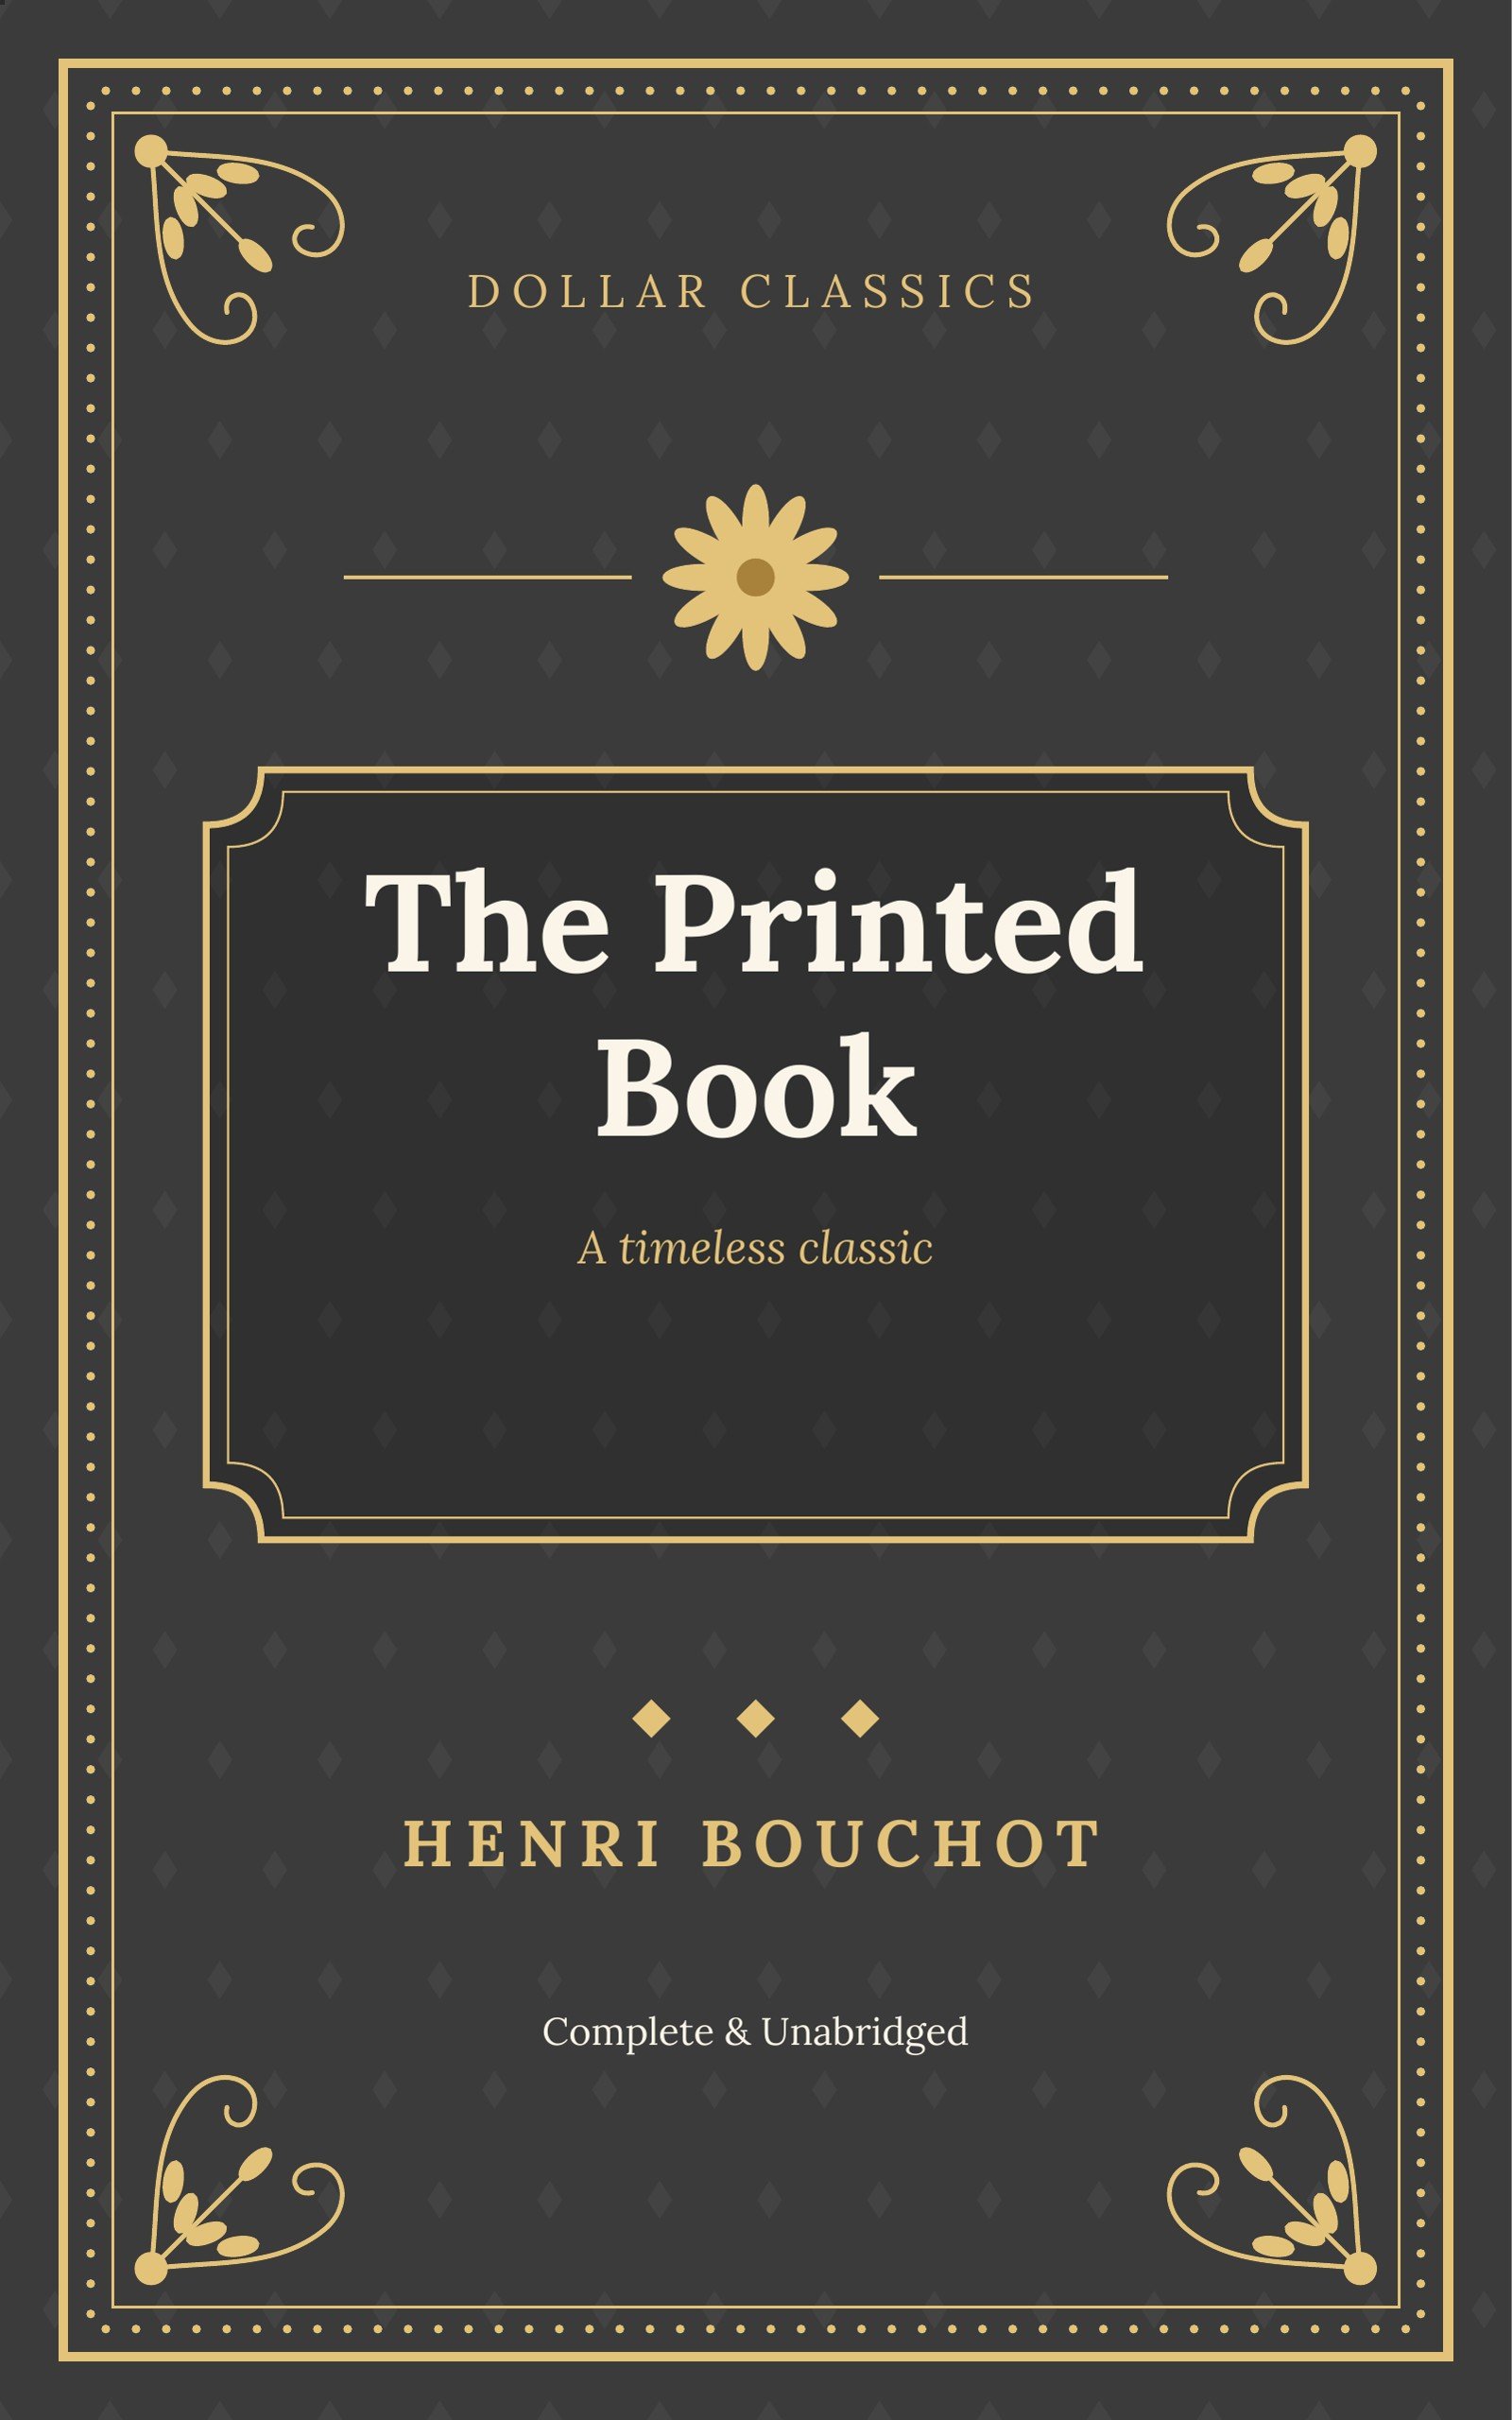 DOLLAR CLASSICS
The Printed
Book
A timeless classic
HENRI BOUCHOT
Complete & Unabridged